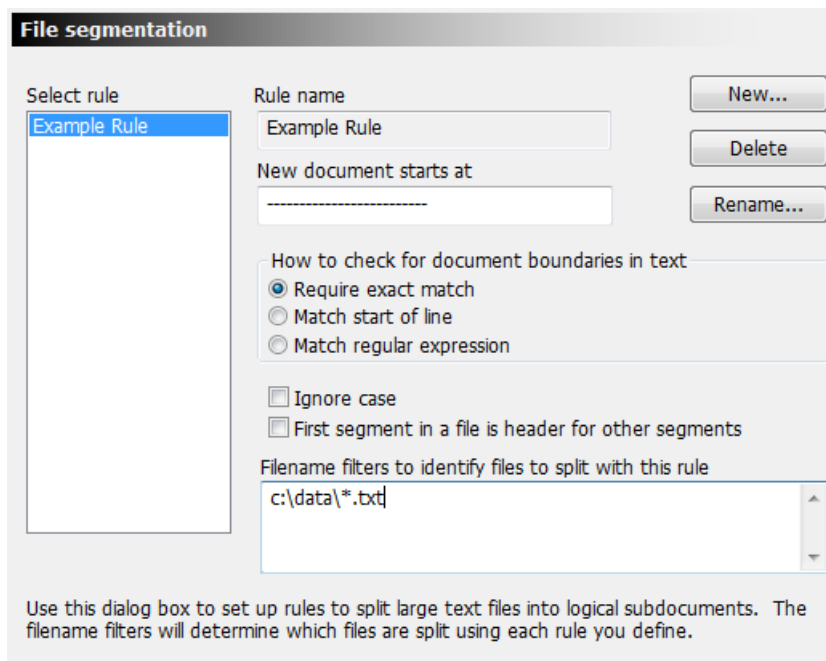 File segmentation
Select rule
Example Rule
Rule name
Example Rule
New document starts at
-------------------------
New...
Delete
Rename...
How to check for document boundaries in text
Require exact match
Match start of line
Match regular expression
Ignore case
First segment in a file is header for other segments
Filename filters to identify files to split with this rule
c:\data\*.txt
Use this dialog box to set up rules to split large text files into logical subdocuments. The
filename filters will determine which files are split using each rule you define.